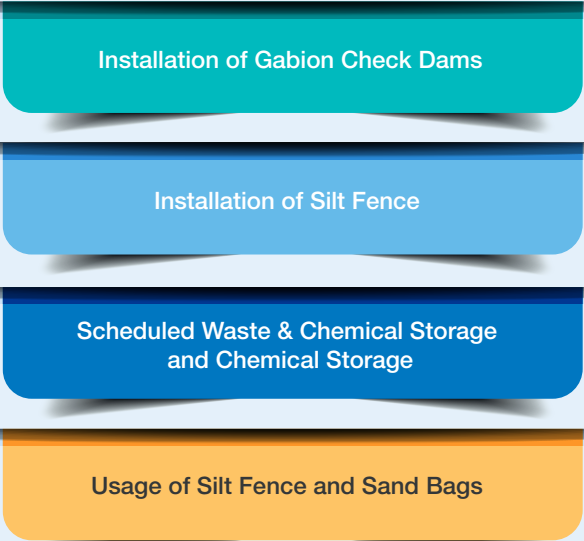 Installation of Gabion Check Dams
Installation of Silt Fence
Scheduled Waste & Chemical Storage
and Chemical Storage
Usage of Silt Fence and Sand Bags